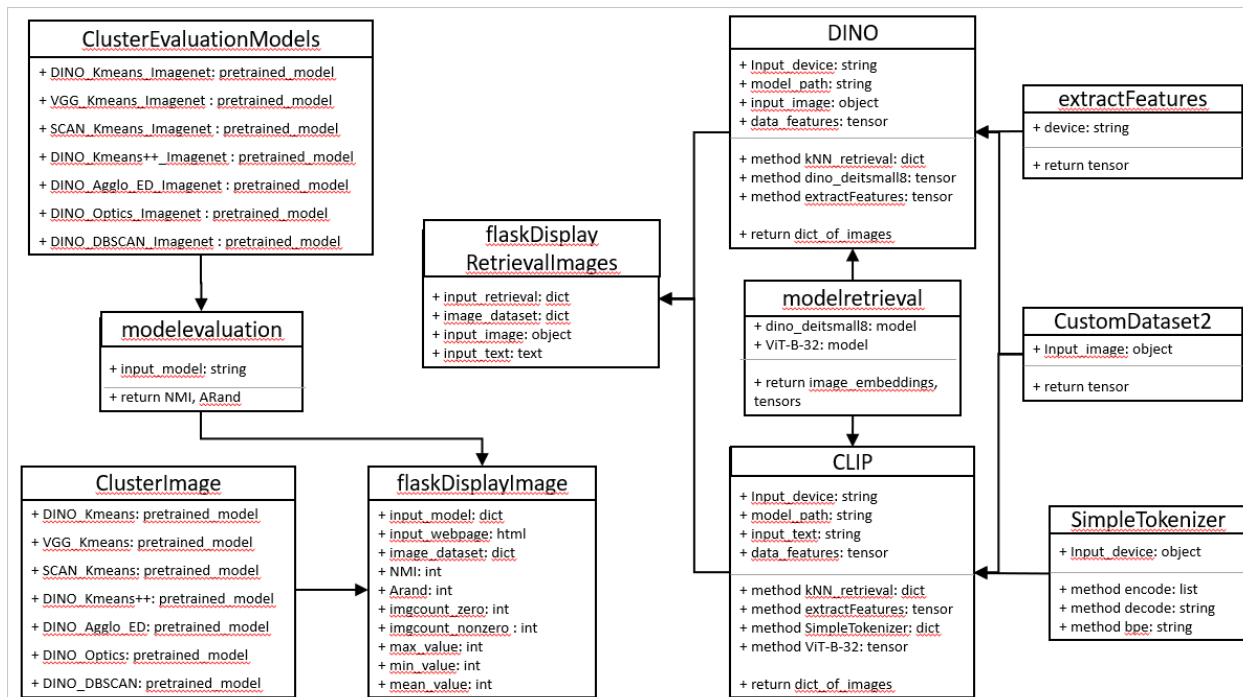 ClusterEvaluationModels
+ DINO_Kmeans_Imagenet: pretrained_model
+ VGG_Kmeans_Imagenet : pretrained_model
+ SCAN_Kmeans_Imagenet : pretrained_model
+ DINO_Kmeans++_Imagenet : pretrained_model
+ DINO_Agglo_ED_Imagenet : pretrained_model
+ DINO_Optics_Imagenet : pretrained_model
+ DINO_DBSCAN_Imagenet : pretrained_model
modelevaluation
+ input_model: string
+ return NMI, ARand
ClusterImage
+ DINO_Kmeans: pretrained_model
+ VGG_Kmeans: pretrained_model
+ SCAN_Kmeans: pretrained_model
+ DINO_Kmeans++: pretrained_model
+ DINO_Agglo_ED: pretrained_model
+ DINO_Optics: pretrained_model
+ DINO_DBSCAN: pretrained_model
flaskDisplayImage
+ input_model: dict
+ input_webpage: html
+ image_dataset: dict
+ NMI: int
+ Arand: int
+ imgcount_zero: int
+ imgcount_nonzero : int
+ max_value: int
+ min_value: int
+ mean_value: int
flaskDisplay
RetrievalImages
+ input_retrieval: dict
+ image_dataset: dict
+ input_image: object
+ input_text: text
DINO
+ Input_device: string
+ model_path: string
+ input_image: object
+ data_features: tensor
+ method kNN_retrieval: dict
+ method dino_deitsmall8: tensor
+ method extractFeatures: tensor
+ return dict_of_images
modelretrieval
+ dino_deitsmall8: model
+ ViT-B-32: model
+ return image_embeddings,
tensors
CLIP
+ Input_device: string
+ model_path: string
+ input_text: string
+ data_features: tensor
+ method kNN_retrieval: dict
+ method extractFeatures: tensor
+ method SimpleTokenizer: dict
+ method ViT-B-32: tensor
+ return dict_of_images
extractFeatures
+ device: string
+ return tensor
CustomDataset2
+ Input_image: object
+ return tensor
SimpleTokenizer
+ Input_device: object
+ method encode: list
+ method decode: string
+ method bpe: string